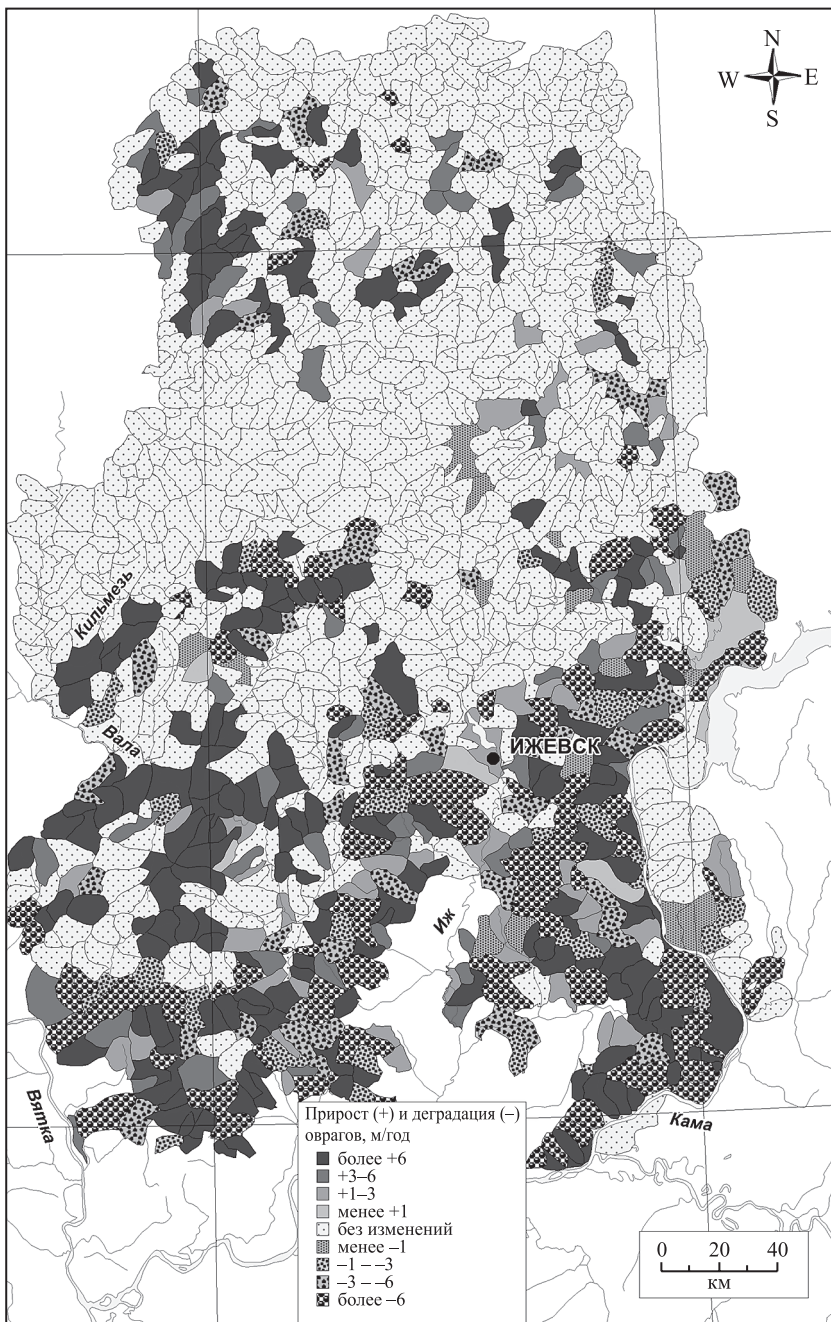 N
W E
S
Кильмезь
Вала
ИЖЕВСК
Иж
Вятка
Кама
Прирост (+) и деградация (–)
оврагов, м/год
более +6
+3–6
+1–3
менее +1
без изменений
менее –1
–1 – –3
–3 – –6
более –6
0 20 40
км